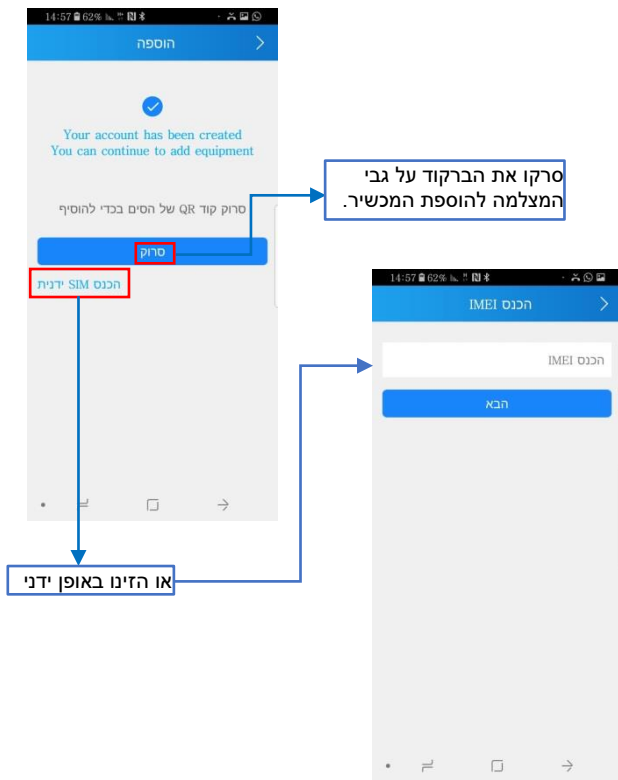 14:57 62%
הוספה
Your account has been created
You can continue to add equipment
סרוק קוד QR של הסים בכדי להוסיף
סרוק
הכנס SIM ידנית
סרקו את הברקוד על גבי
המצלמה להוספת המכשיר.
או הזינו באופן ידני
14:57 62%
הכנס IMEI
הכנס IMEI
הבא